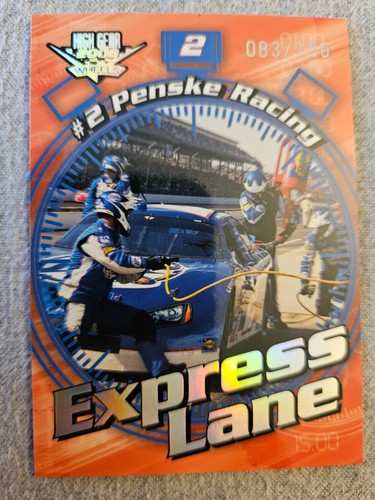 HIGH GEAR
WHEELS
2
#2 Penske Racing
Express
Lane
15.00